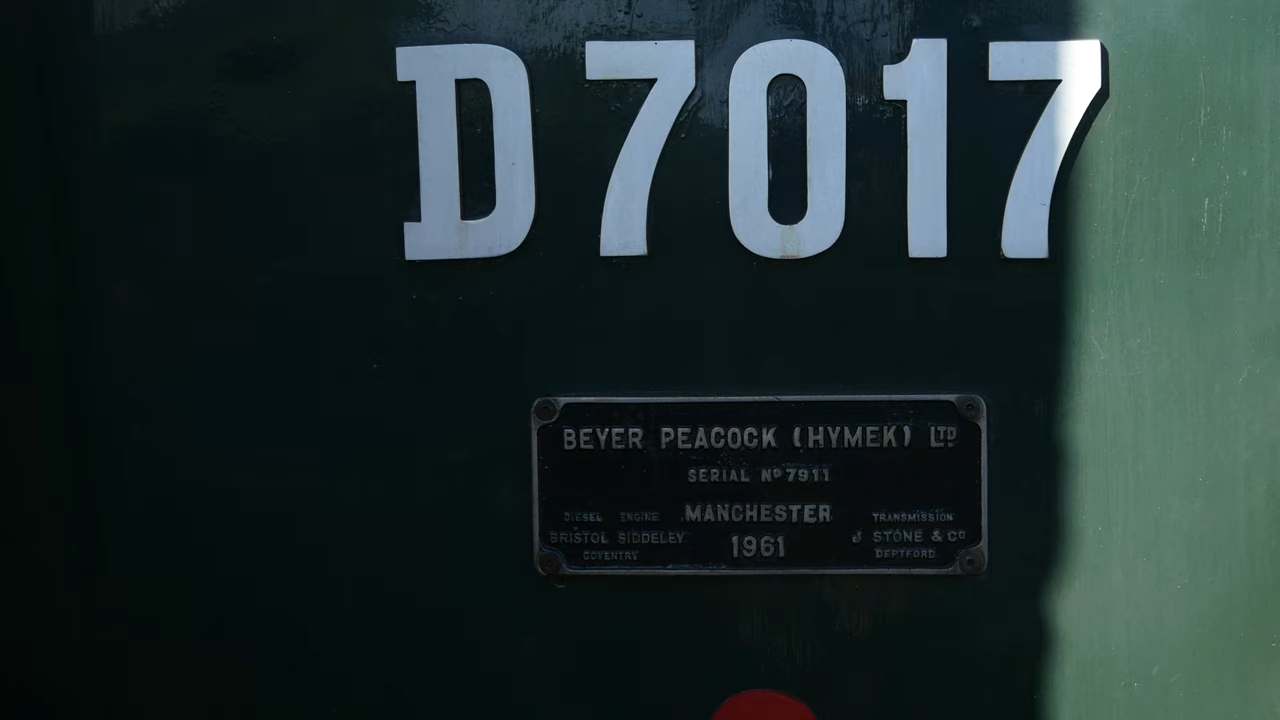 D7017
BEYER PEACOCK (HYMEK) LTD
SERIAL No 7911
DIESEL ENGINE MANCHESTER TRANSMISSION
BRISTOL SIDDELEY 1961 J STONE & Co
COVENTRY DEPTFORD